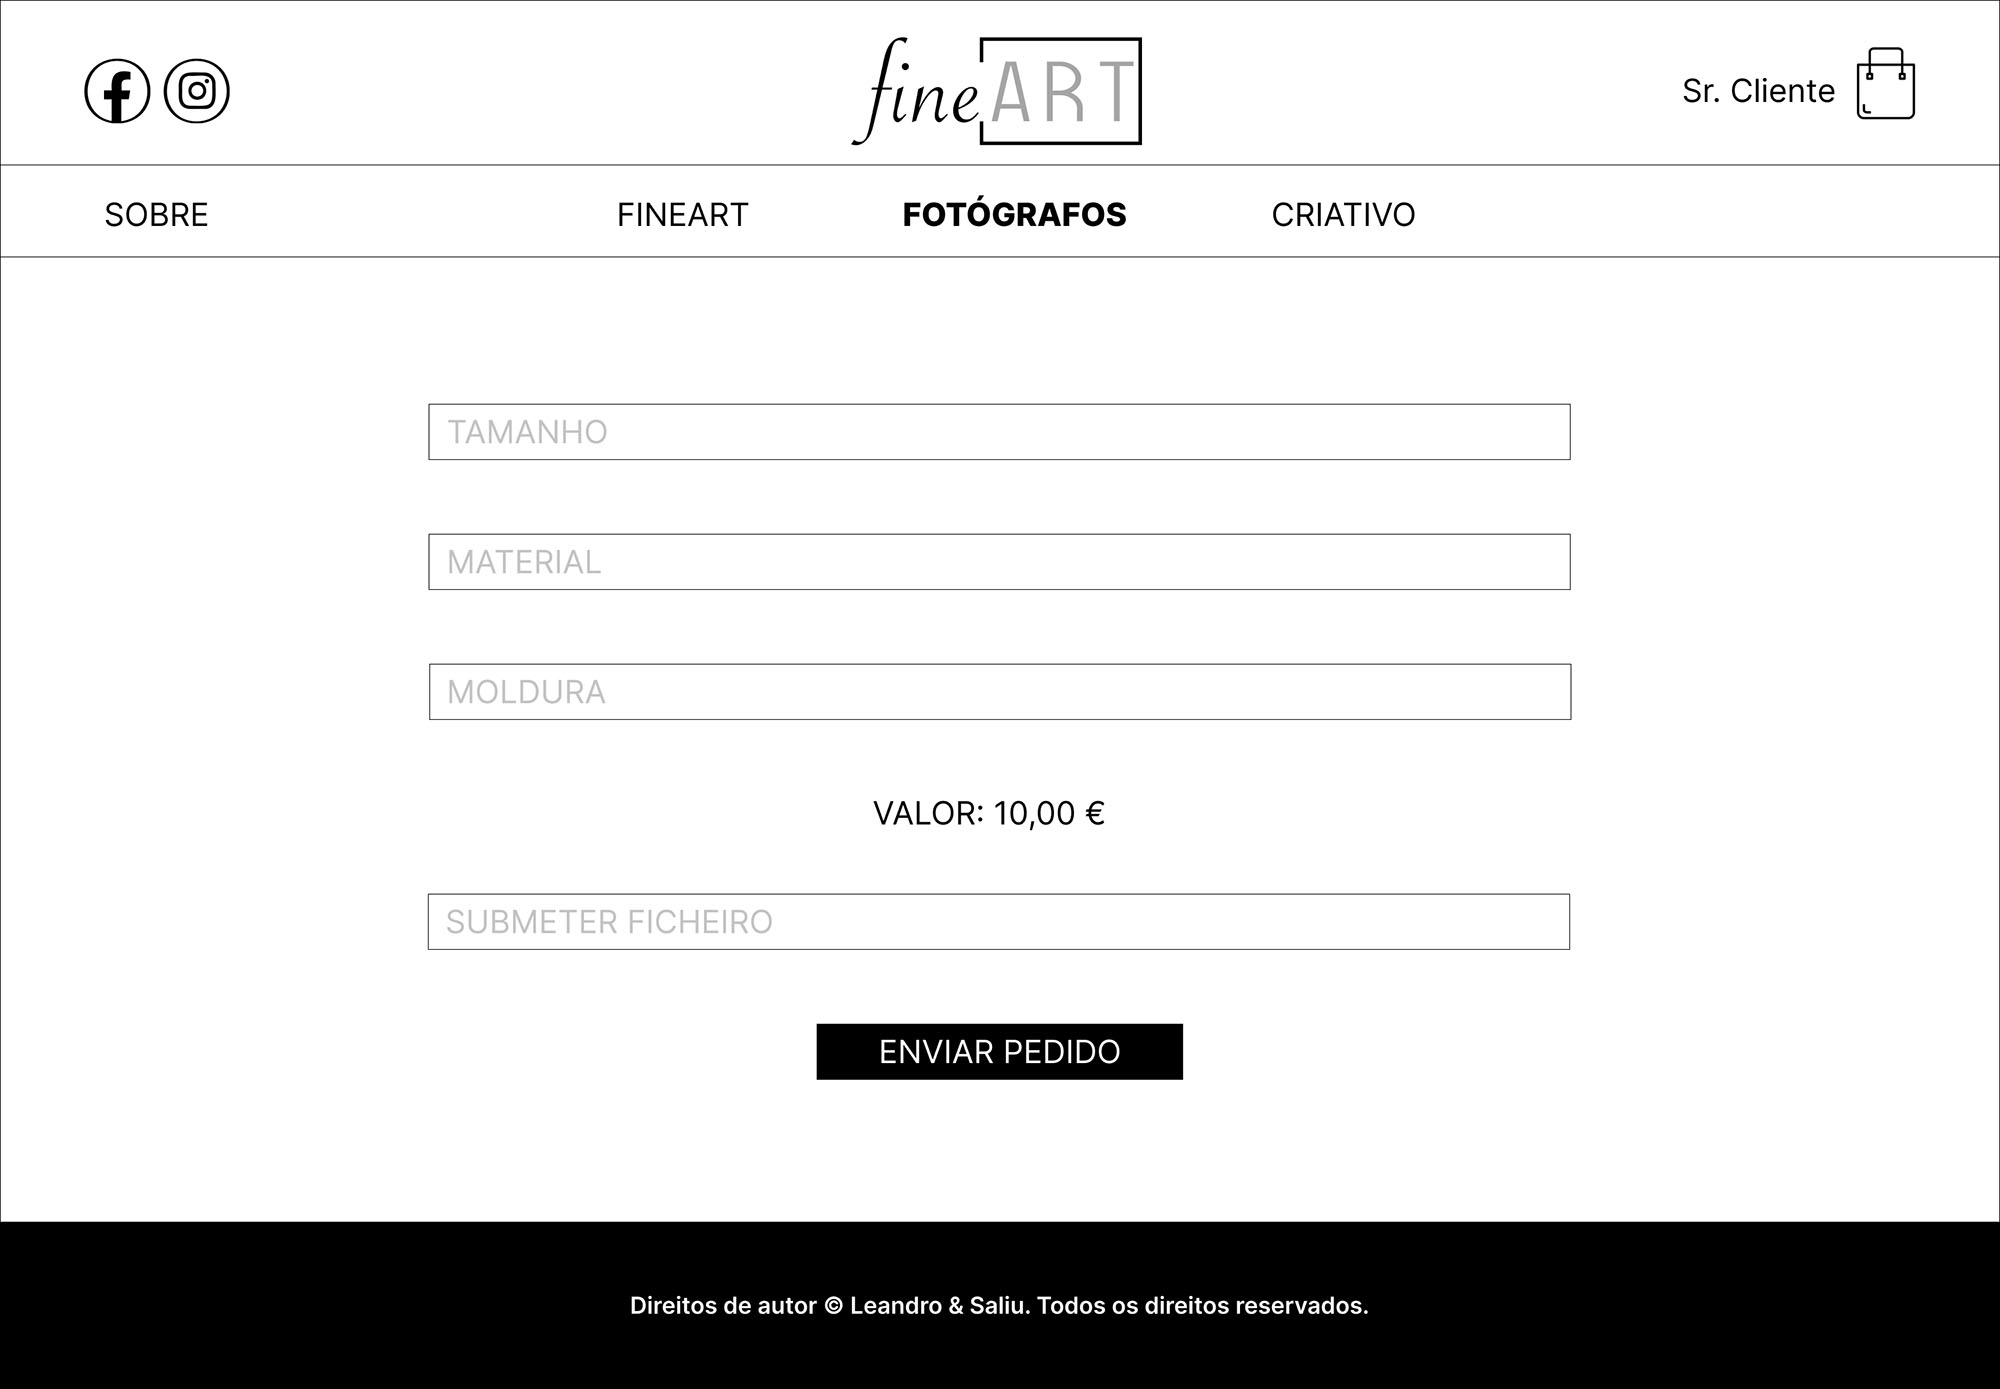 fineART
Sr. Cliente
SOBRE FINEART FOTÓGRAFOS CRIATIVO
TAMANHO
MATERIAL
MOLDURA
VALOR: 10,00 €
SUBMETER FICHEIRO
ENVIAR PEDIDO
Direitos de autor © Leandro & Saliu. Todos os direitos reservados.